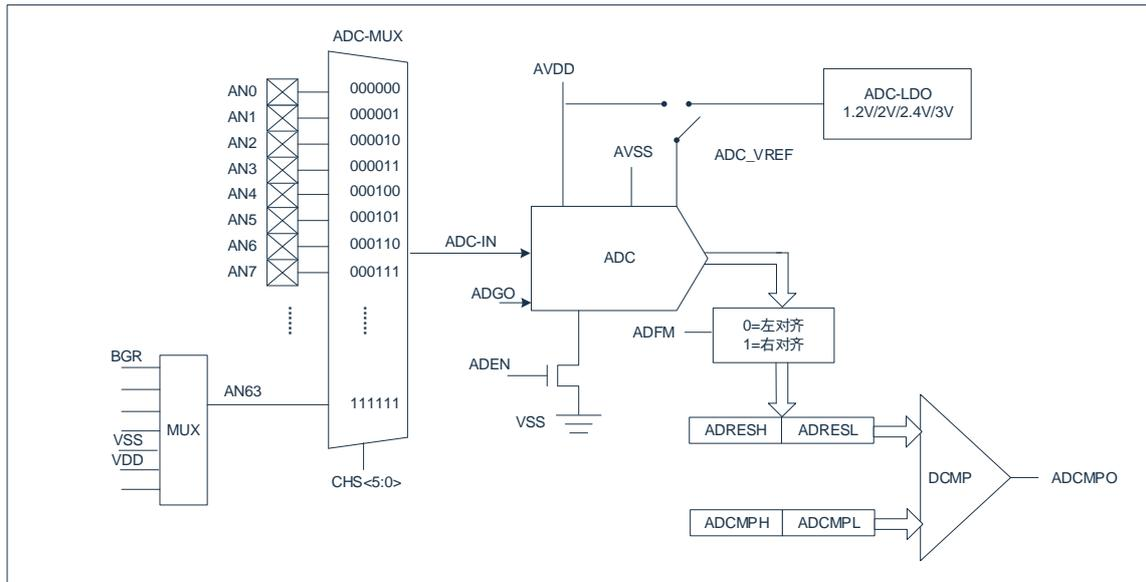 ADC-MUX
AN0
000000
AN1
000001
AN2
000010
AN3
000011
AN4
000100
AN5
000101
AN6
000110
AN7
000111
BGR
VSS
VDD
MUX
AN63
111111
CHS<5:0>
AVDD
ADC-LDO
1.2V/2V/2.4V/3V
AVSS
ADC_VREF
ADC-IN
ADC
ADGO
ADEN
VSS
ADFM
0=左对齐
1=右对齐
ADRESH
ADRESL
DCMP
ADCMPO
ADCMPH
ADCMPL